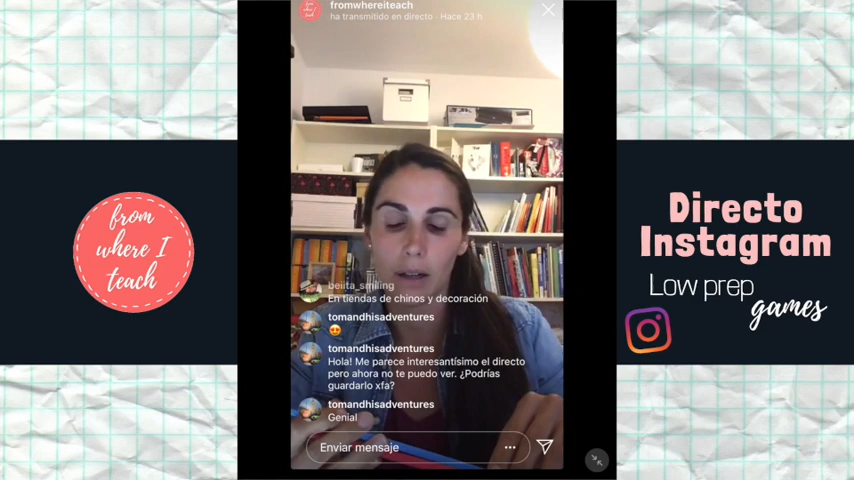 fromwhereiteach
ha transmitido en directo · Hace 23 h
from
where I
teach
Directo
Instagram
Low prep
games
belita_smiling
En tiendas de chinos y decoración
tomandhisadventures
😍
tomandhisadventures
Hola! Me parece interesantísimo el directo
pero ahora no te puedo ver. ¿Podrías
guardarlo xfa?
tomandhisadventures
Genial
Enviar mensaje